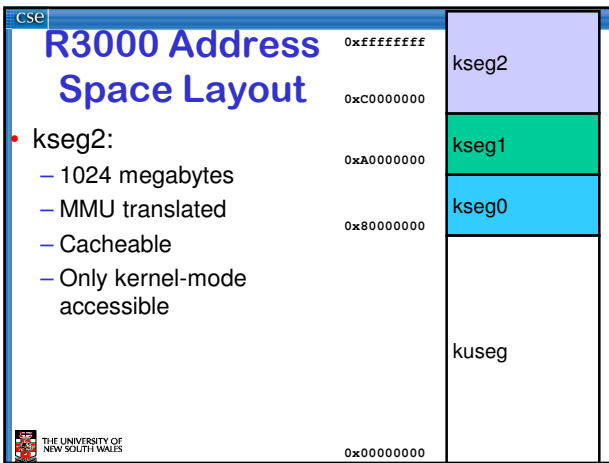 cse
R3000 Address
Space Layout
• kseg2:
– 1024 megabytes
– MMU translated
– Cacheable
– Only kernel-mode
accessible
0xffffffff
0xC0000000
0xA0000000
0x80000000
0x00000000
kseg2
kseg1
kseg0
kuseg
THE UNIVERSITY OF
NEW SOUTH WALES